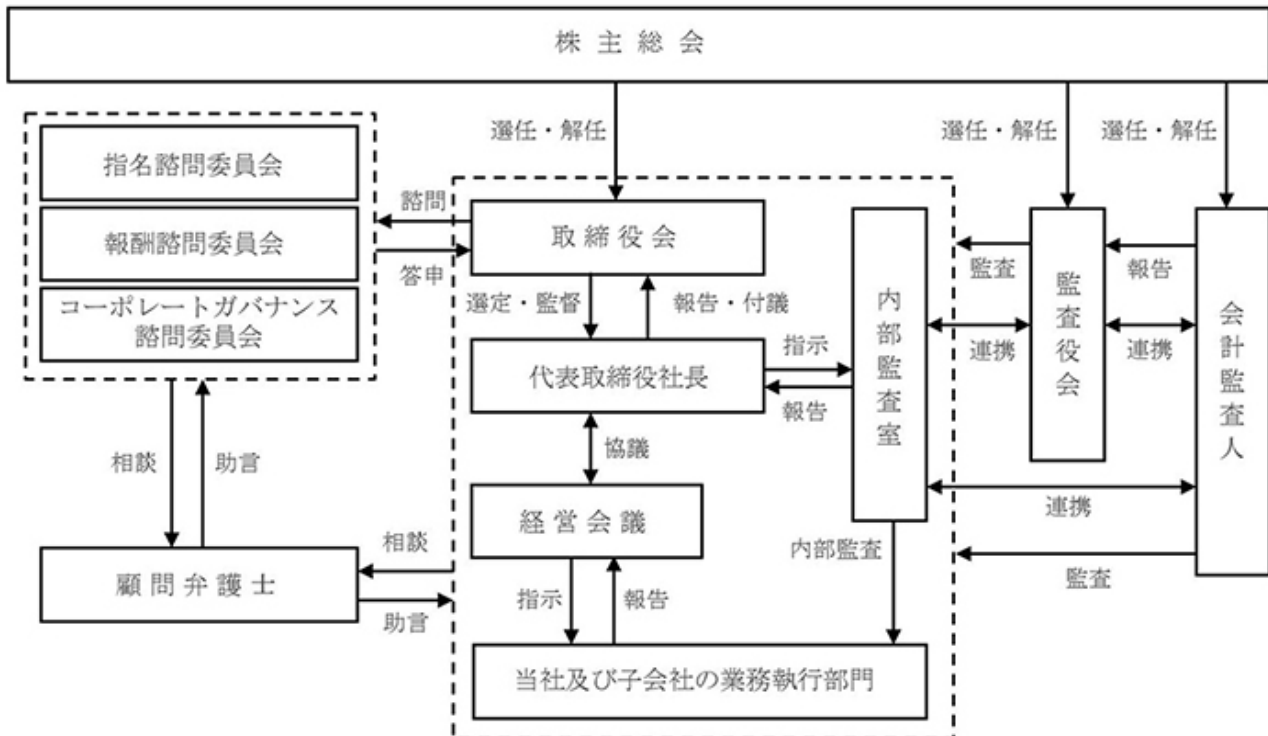 株主総会
選任・解任
選任・解任
選任・解任
指名諮問委員会
報酬諮問委員会
コーポレートガバナンス
諮問委員会
諮問
答申
取締役会
選定・監督
報告・付議
代表取締役社長
指示
報告
内部監査室
監査
連携
監査役会
報告
連携
会計監査人
協議
相談
助言
経営会議
連携
内部監査
監査
顧問弁護士
相談
助言
指示
報告
当社及び子会社の業務執行部門